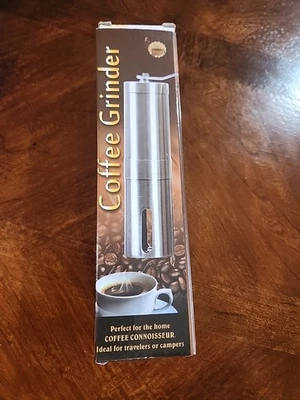 Coffee Grinder
Perfect for the home
COFFEE CONNOISSEUR.
Ideal for travelers or campers